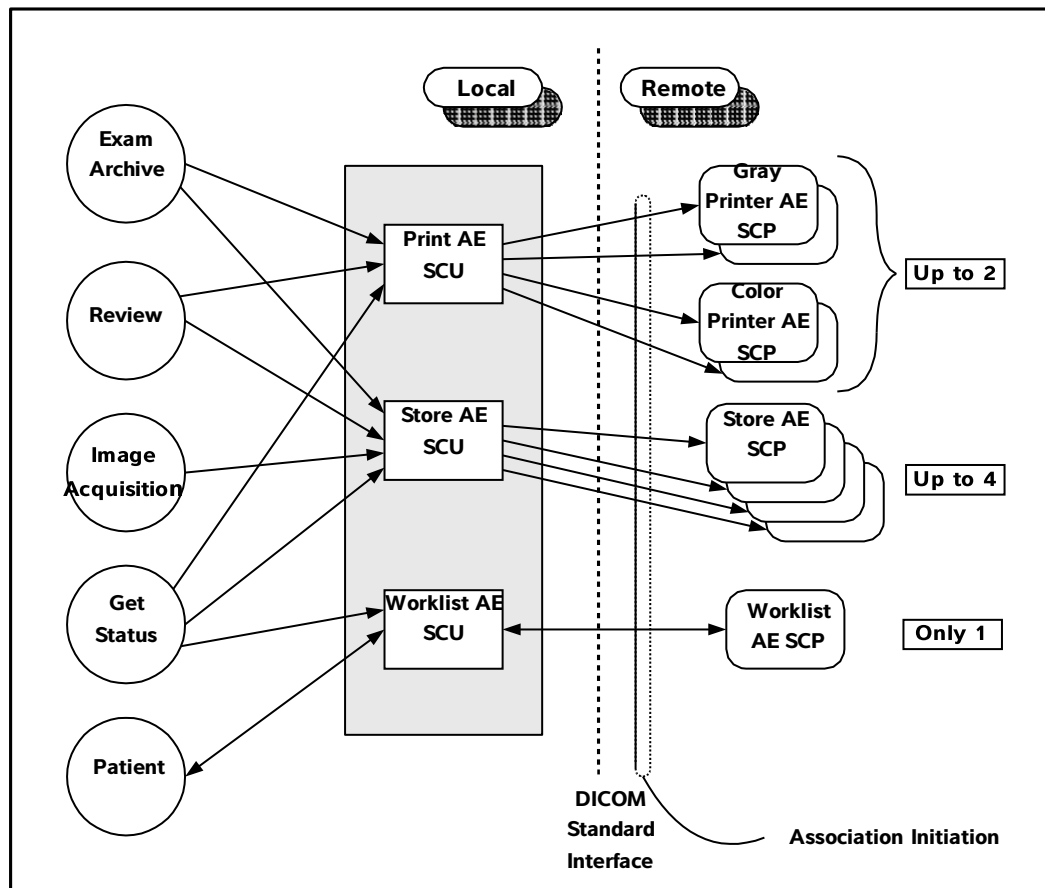 Local
Remote
Exam
Archive
Review
Image
Acquisition
Get
Status
Patient
Print AE
SCU
Store AE
SCU
Worklist AE
SCU
Gray
Printer AE
SCP
Color
Printer AE
SCP
Store AE
SCP
Worklist
AE SCP
Up to 2
Up to 4
Only 1
DICOM
Standard
Interface
Association Initiation